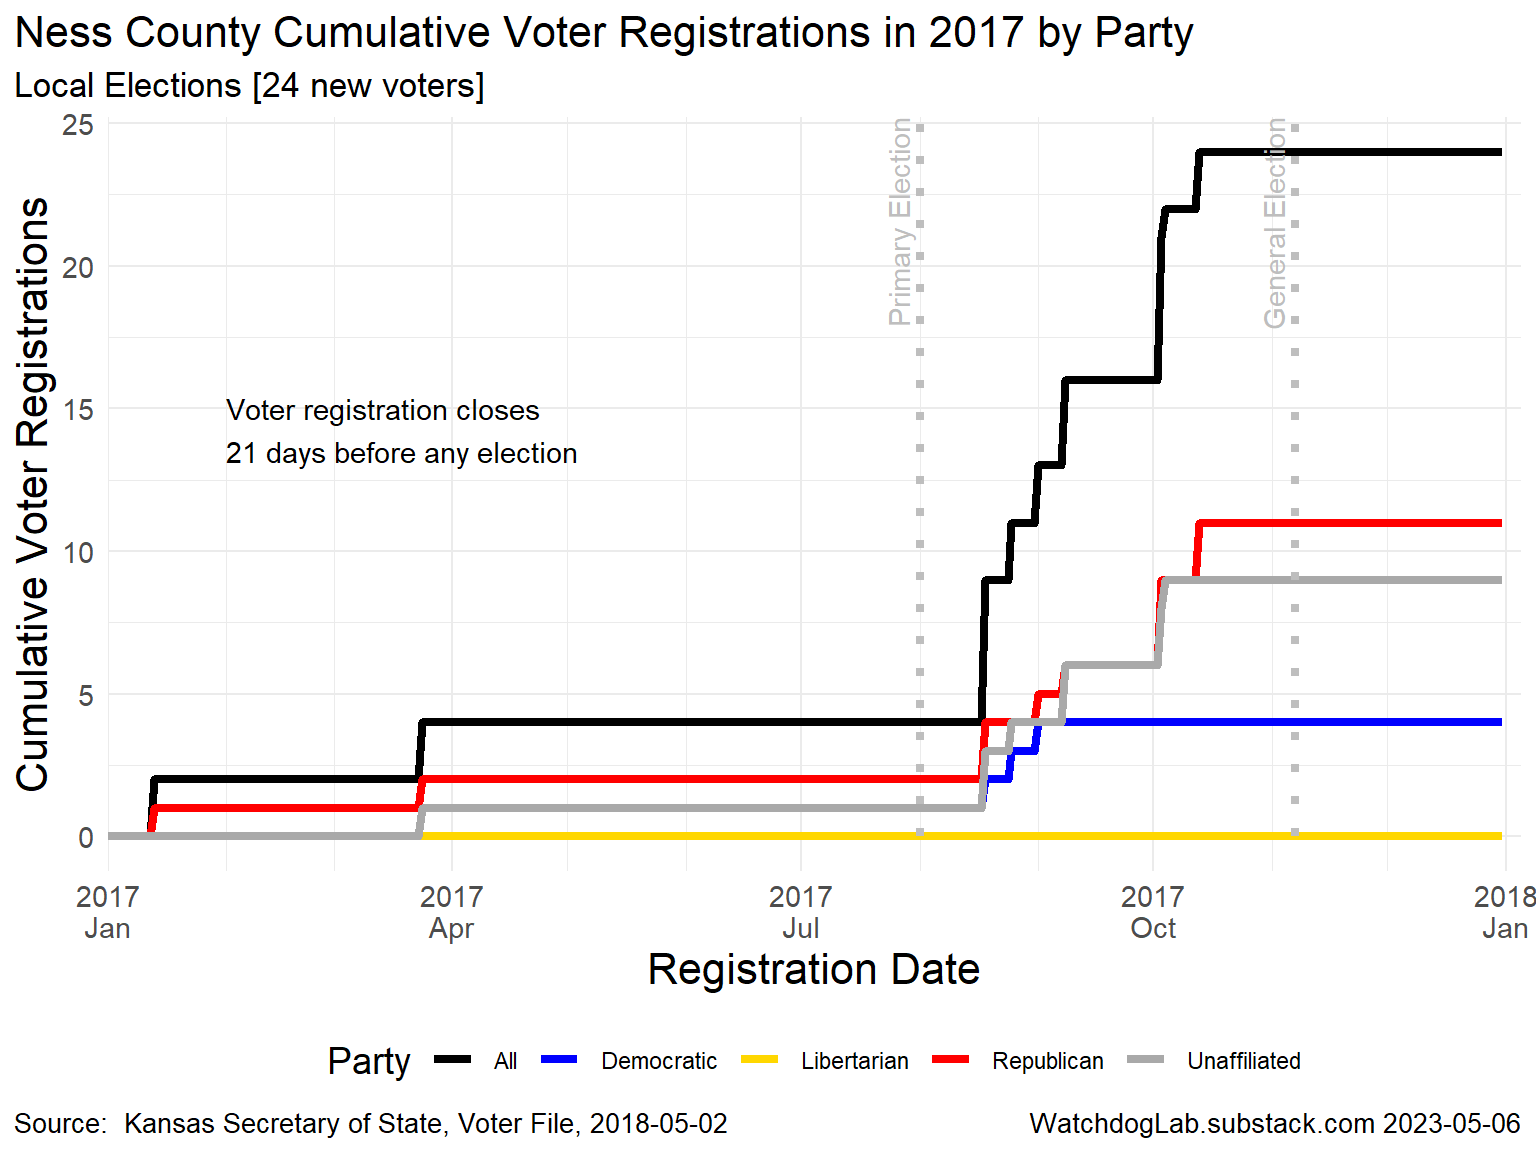 Ness County Cumulative Voter Registrations in 2017 by Party
Local Elections [24 new voters]
Cumulative Voter Registrations
25
20
15
10
5
0
Primary Election
General Election
Voter registration closes
21 days before any election
2017 2017 2017 2017 2018
Jan Apr Jul Oct Jan
Registration Date
Party All Democratic Libertarian Republican Unaffiliated
Source:  Kansas Secretary of State, Voter File, 2018-05-02
WatchdogLab.substack.com 2023-05-06